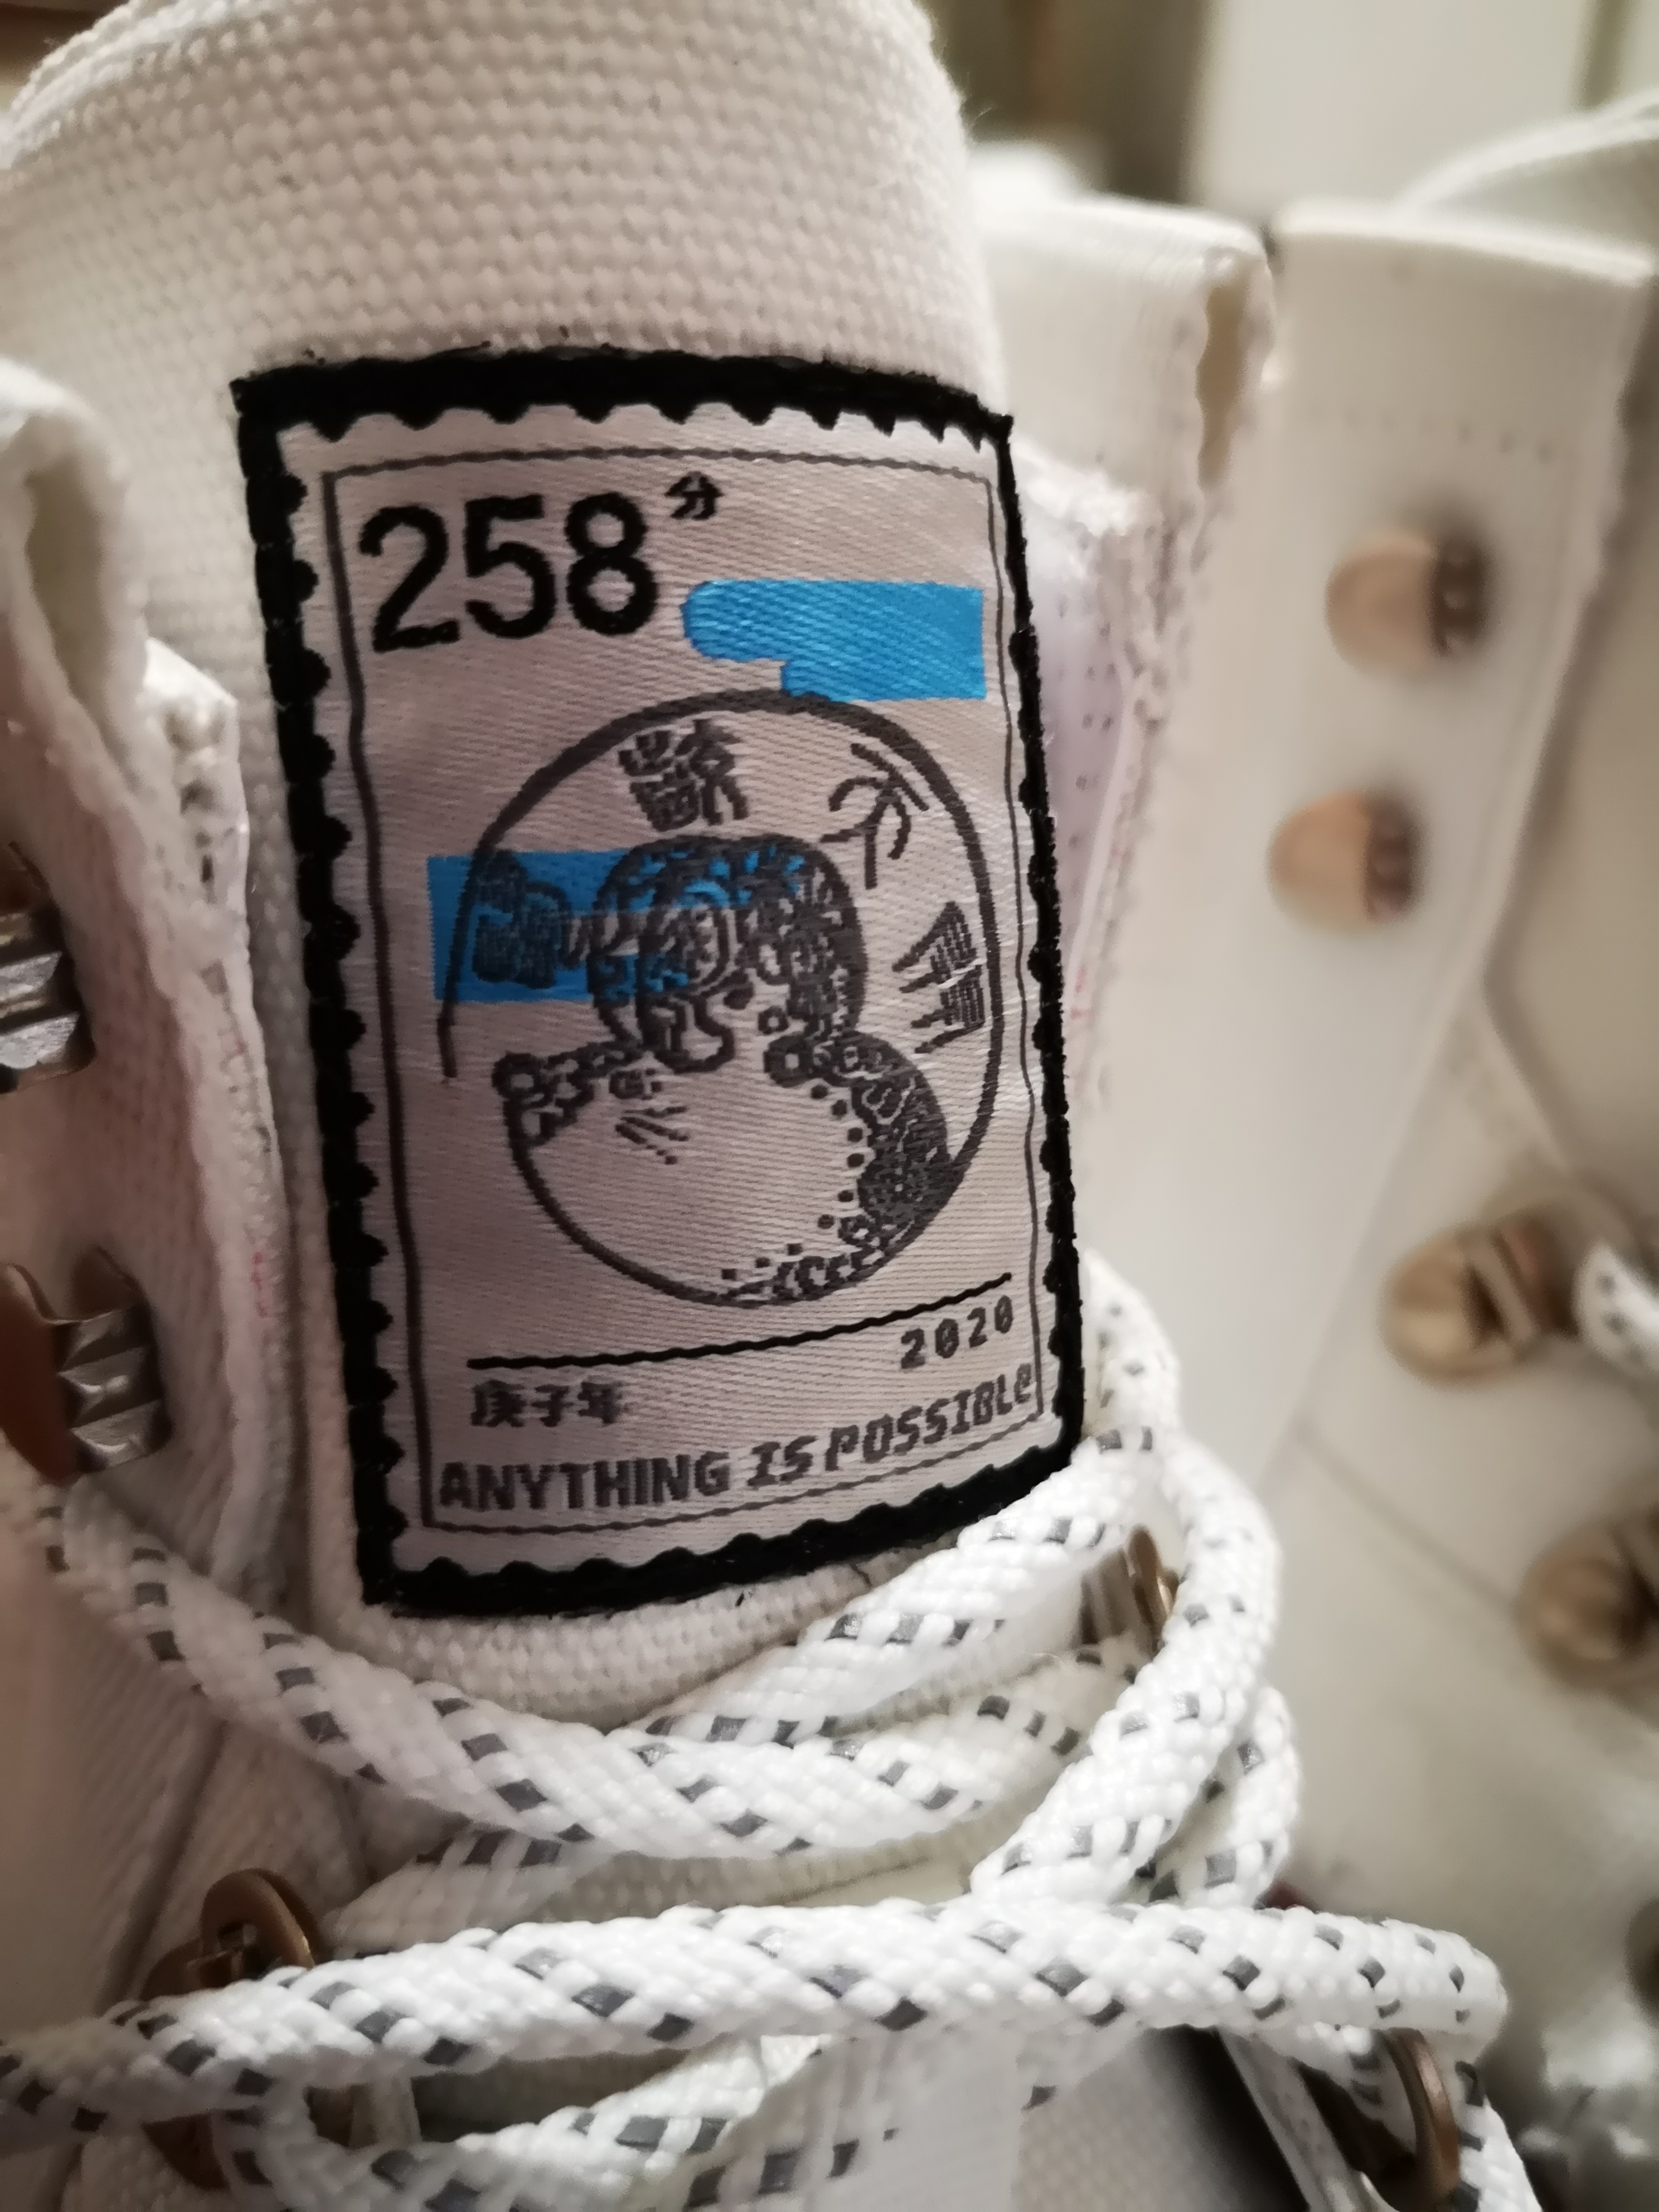 258分
2020
庚子年
ANYTHING IS POSSIBLE